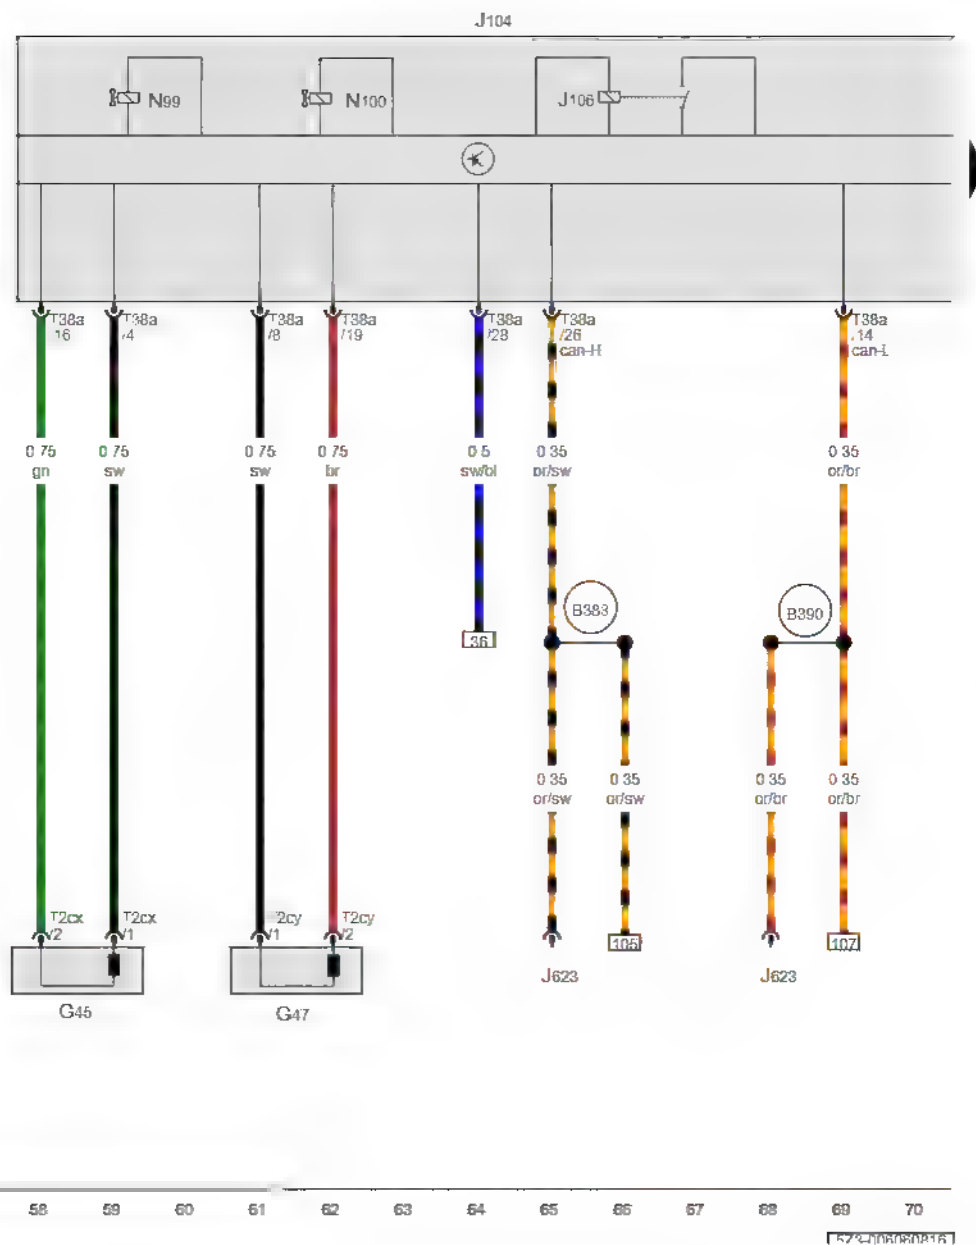 J104
N99
N100
J106
T38a
16
T38a
/4
T38a
/8
T38a
/19
T38a
/28
T38a
/26
can-H
T38a
14
can-L
0 75
gn
0 75
sw
0 75
sw
0 75
br
0 5
sw/bl
0 35
or/sw
0 35
or/br
B383
B390
36
0 35
or/sw
0 35
or/sw
0 35
or/br
0 35
or/br
T2cx
/2
T2cx
/1
T2cy
/1
T2cy
/2
105
107
J623
J623
G45
G47
58 59 60 61 62 63 64 65 66 67 68 69 70
573-006060816